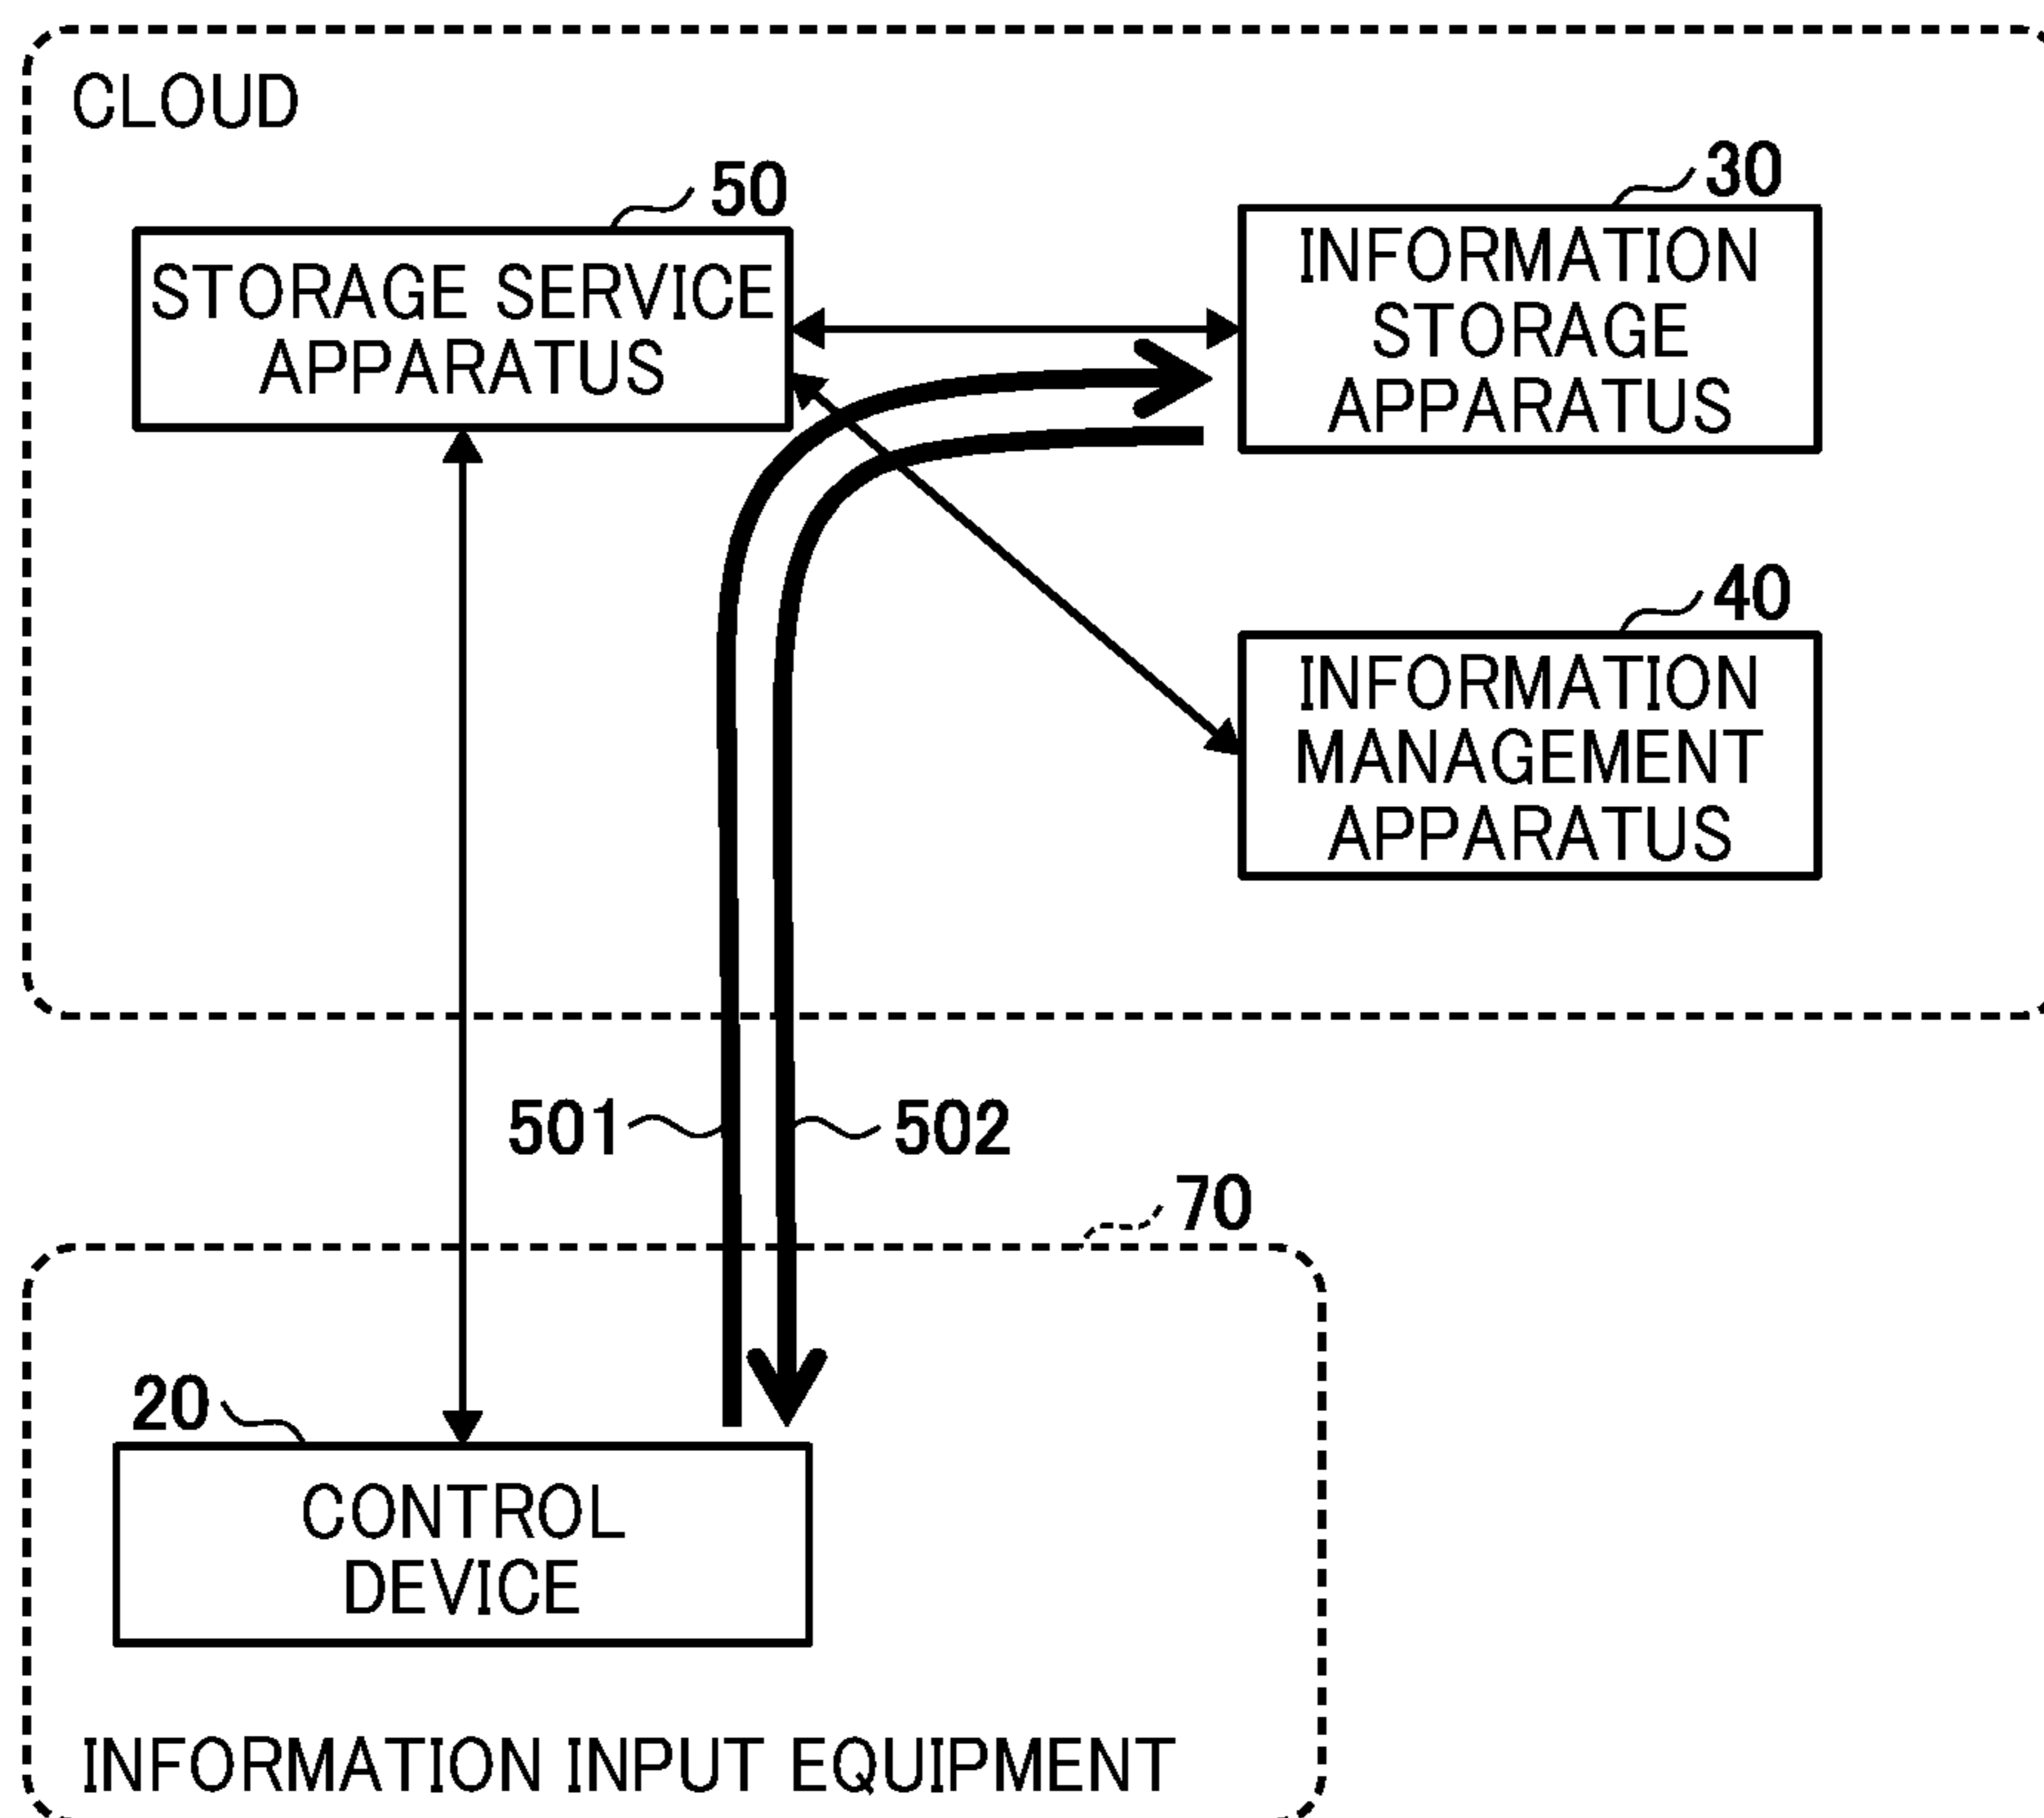 CLOUD
50
30
STORAGE SERVICE
APPARATUS
INFORMATION
STORAGE
APPARATUS
40
INFORMATION
MANAGEMENT
APPARATUS
501
502
70
20
CONTROL
DEVICE
INFORMATION INPUT EQUIPMENT